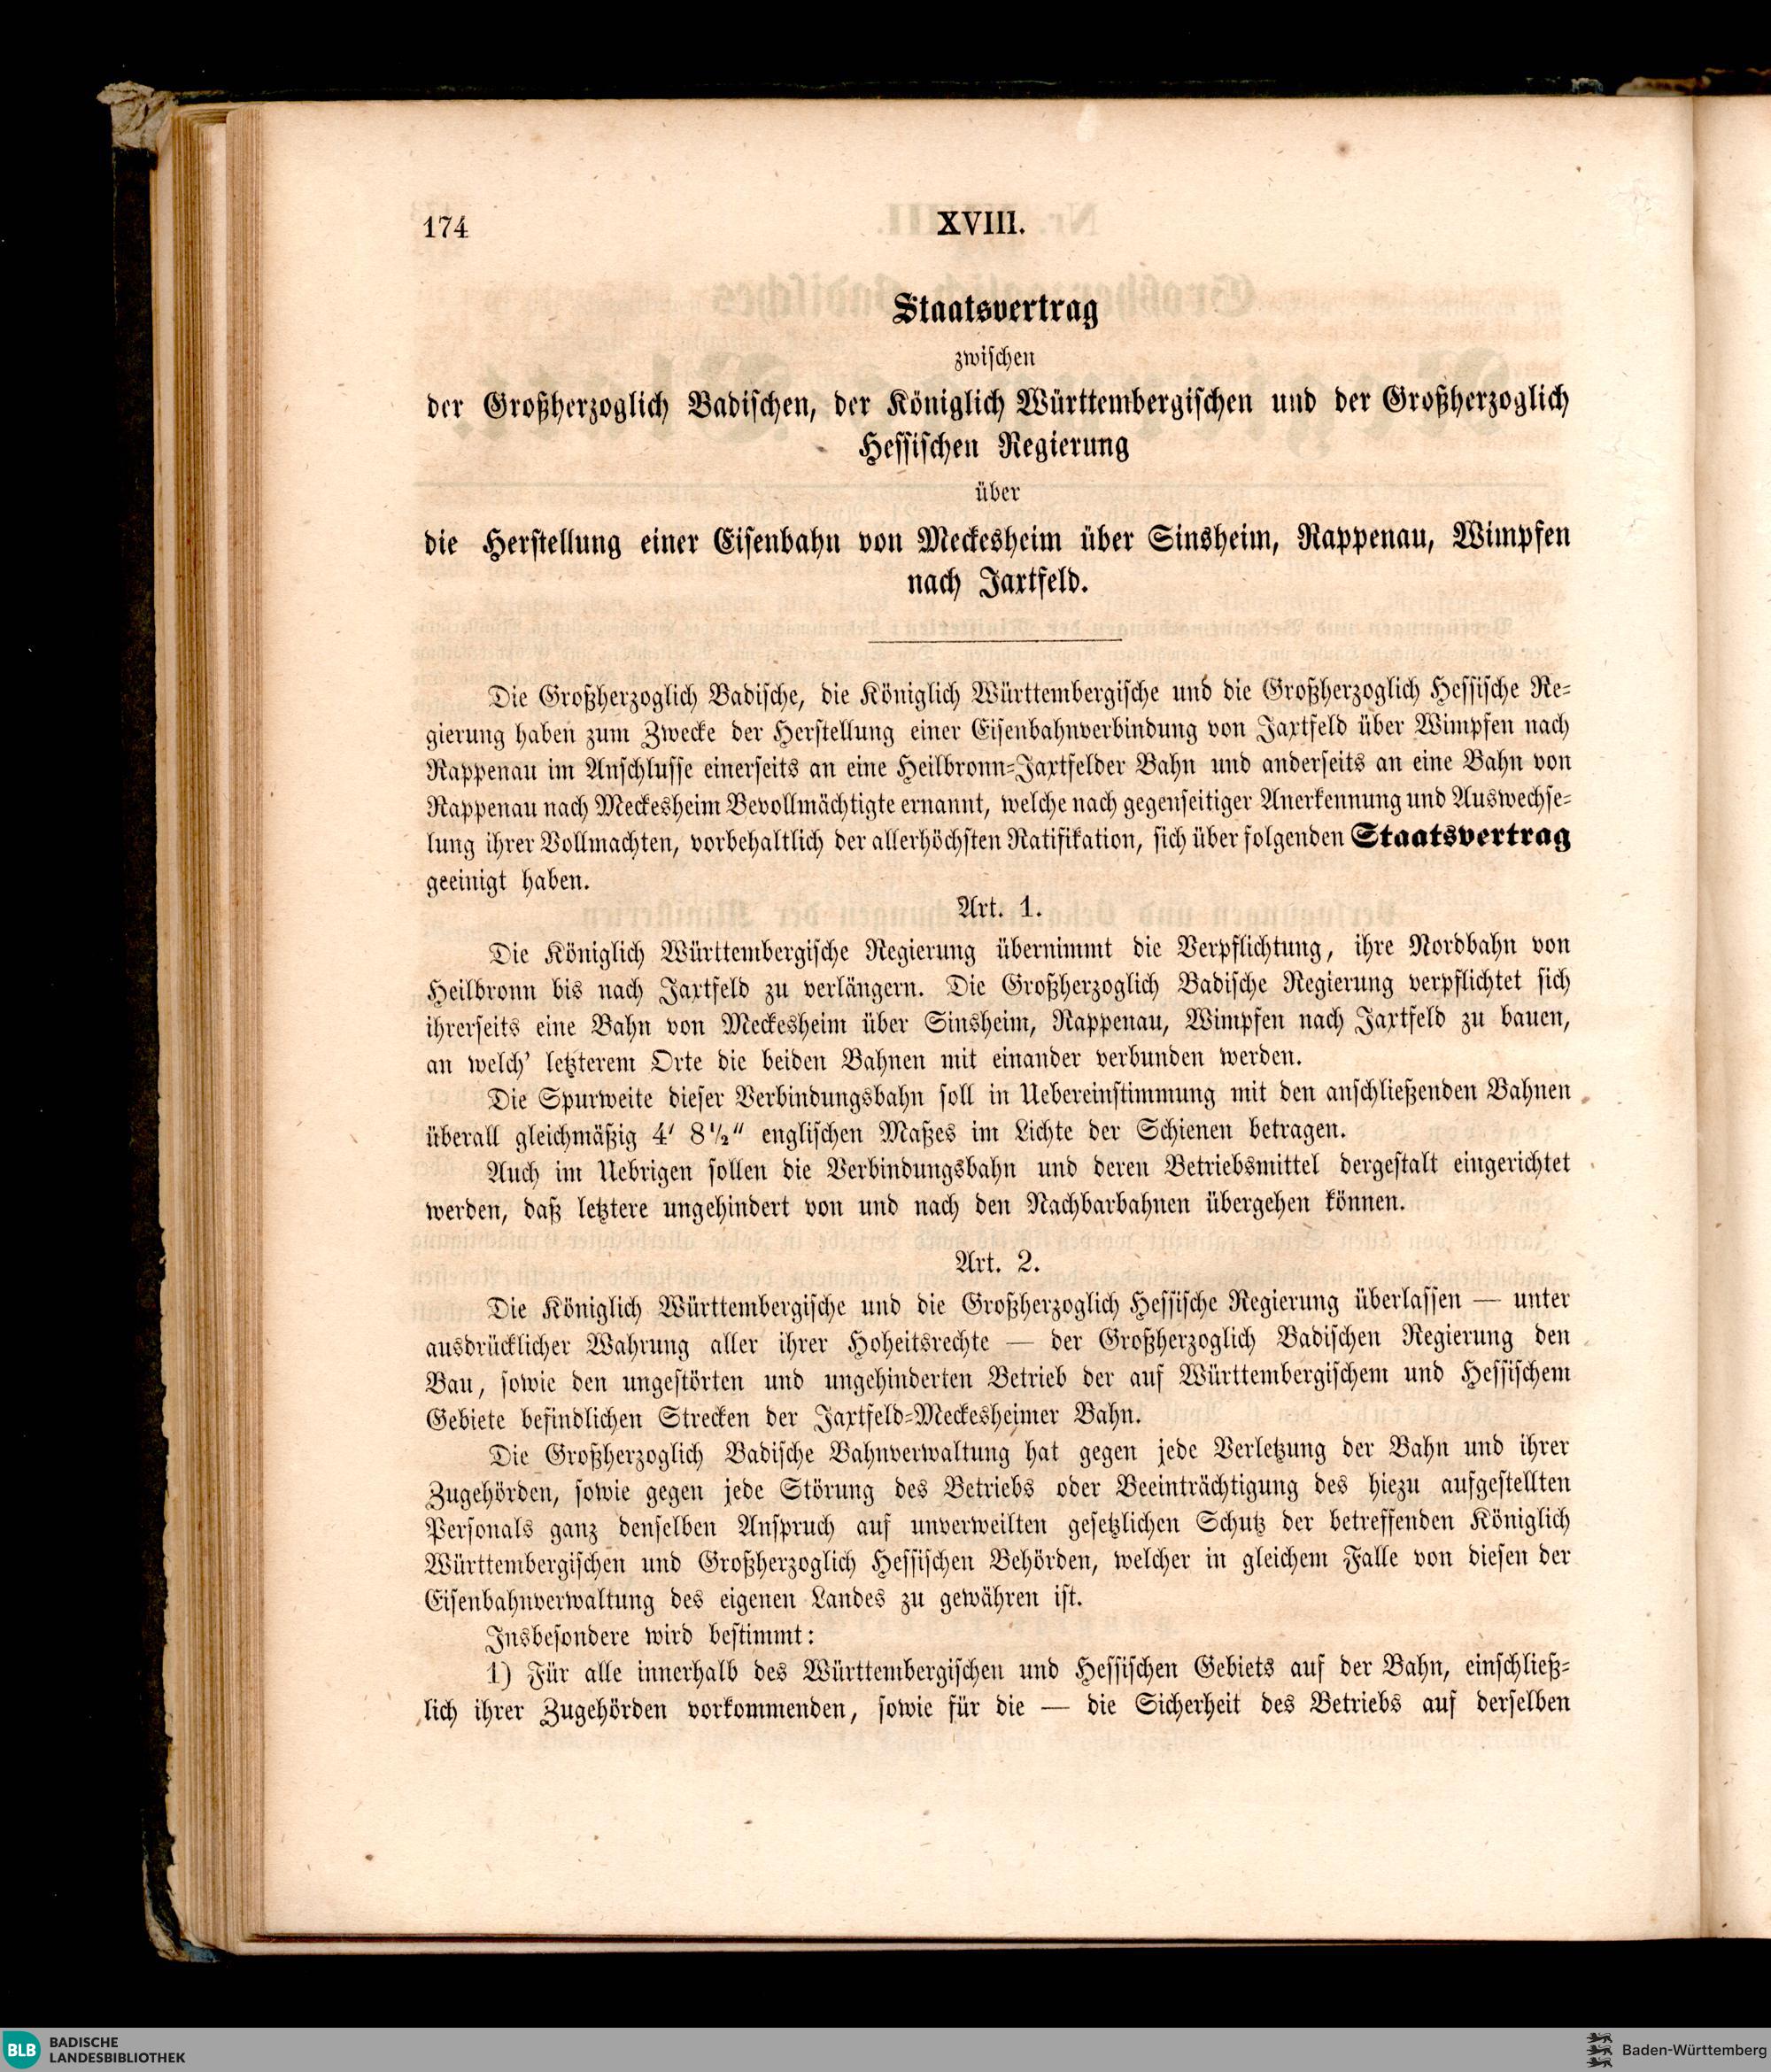 174
XVIII.
Staatsvertrag
zwischen
der Großherzoglich Badischen, der Königlich Württembergischen und der Großherzoglich
Hessischen Regierung
über
die Herstellung einer Eisenbahn von Meckesheim über Sinsheim, Rappenau, Wimpfen
nach Jaxtfeld.
Die Großherzoglich Badische, die Königlich Württembergische und die Großherzoglich Hessische Re-
gierung haben zum Zwecke der Herstellung einer Eisenbahnverbindung von Jaxtfeld über Wimpfen nach
Rappenau im Anschlusse einerseits an eine Heilbronn-Jaxtfelder Bahn und anderseits an eine Bahn von
Rappenau nach Meckesheim Bevollmächtigte ernannt, welche nach gegenseitiger Anerkennung und Auswechse-
lung ihrer Vollmachten, vorbehaltlich der allerhöchsten Ratifikation, sich über folgenden Staatsvertrag
geeinigt haben.
Art. 1.
Die Königlich Württembergische Regierung übernimmt die Verpflichtung, ihre Nordbahn von
Heilbronn bis nach Jaxtfeld zu verlängern. Die Großherzoglich Badische Regierung verpflichtet sich
ihrerseits eine Bahn von Meckesheim über Sinsheim, Rappenau, Wimpfen nach Jaxtfeld zu bauen,
an welch' letzterem Orte die beiden Bahnen mit einander verbunden werden.
Die Spurweite dieser Verbindungsbahn soll in Uebereinstimmung mit den anschließenden Bahnen
überall gleichmäßig 4' 8½" englischen Maßes im Lichte der Schienen betragen.
Auch im Uebrigen sollen die Verbindungsbahn und deren Betriebsmittel dergestalt eingerichtet
werden, daß letztere ungehindert von und nach den Nachbarbahnen übergehen können.
Art. 2.
Die Königlich Württembergische und die Großherzoglich Hessische Regierung überlassen — unter
ausdrücklicher Wahrung aller ihrer Hoheitsrechte — der Großherzoglich Badischen Regierung den
Bau, sowie den ungestörten und ungehinderten Betrieb der auf Württembergischem und Hessischem
Gebiete befindlichen Strecken der Jaxtfeld-Meckesheimer Bahn.
Die Großherzoglich Badische Bahnverwaltung hat gegen jede Verletzung der Bahn und ihrer
Zugehörden, sowie gegen jede Störung des Betriebs oder Beeinträchtigung des hiezu aufgestellten
Personals ganz denselben Anspruch auf unverweilten gesetzlichen Schutz der betreffenden Königlich
Württembergischen und Großherzoglich Hessischen Behörden, welcher in gleichem Falle von diesen der
Eisenbahnverwaltung des eigenen Landes zu gewähren ist.
Insbesondere wird bestimmt:
1) Für alle innerhalb des Württembergischen und Hessischen Gebiets auf der Bahn, einschließ-
lich ihrer Zugehörden vorkommenden, sowie für die — die Sicherheit des Betriebs auf derselben
BLB
BADISCHE
LANDESBIBLIOTHEK
Baden-Württemberg